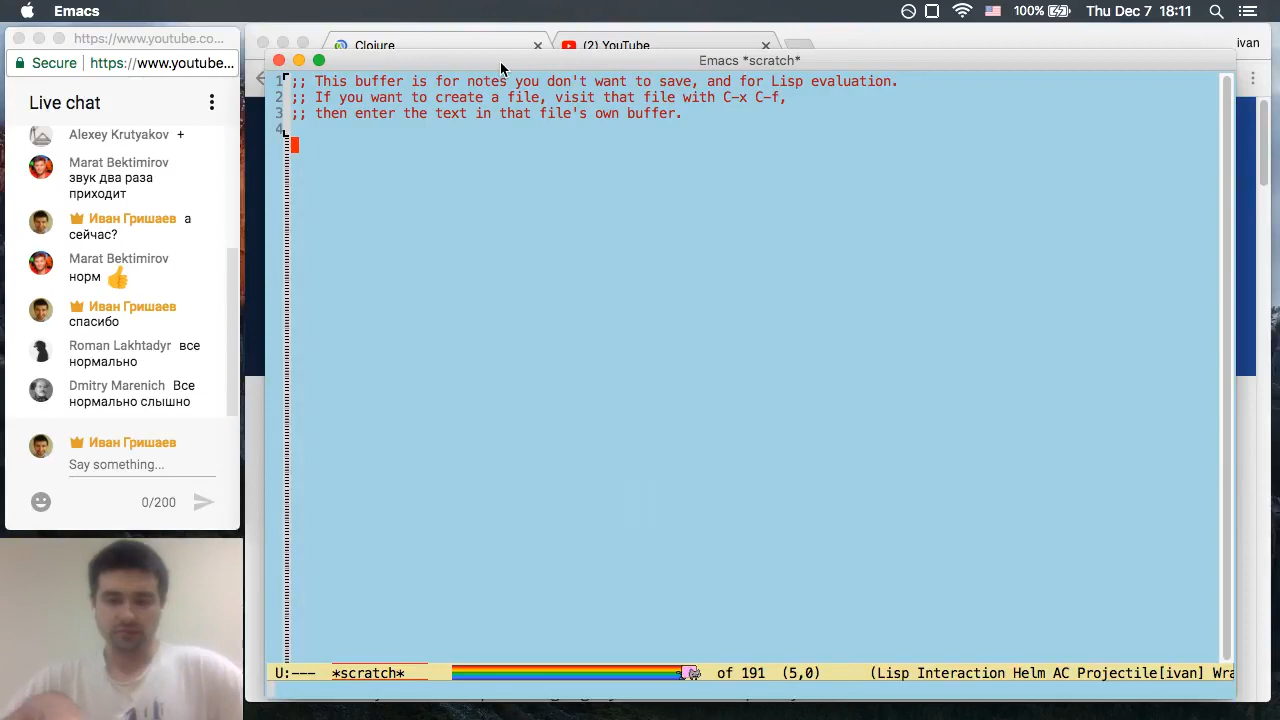 Emacs
100%
Thu Dec 7 18:11
https://www.youtube.co...
Secure https://www.youtube...
Live chat
Alexey Krutyakov +
Marat Bektimirov
звук два раза
приходит
Иван Гришаев а
сейчас?
Marat Bektimirov
норм
Иван Гришаев
спасибо
Roman Lakhtadyr все
нормально
Dmitry Marenich Все
нормально слышно
Иван Гришаев
Say something...
0/200
Clojure
(2) YouTube
ivan
Emacs *scratch*
1 ;; This buffer is for notes you don't want to save, and for Lisp evaluation.
2 ;; If you want to create a file, visit that file with C-x C-f,
3 ;; then enter the text in that file's own buffer.
4
U:--- *scratch* of 191 (5,0) (Lisp Interaction Helm AC Projectile[ivan] Wra